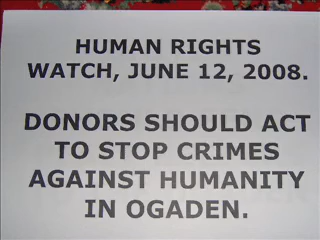 HUMAN RIGHTS
WATCH, JUNE 12, 2008.
DONORS SHOULD ACT
TO STOP CRIMES
AGAINST HUMANITY
IN OGADEN.